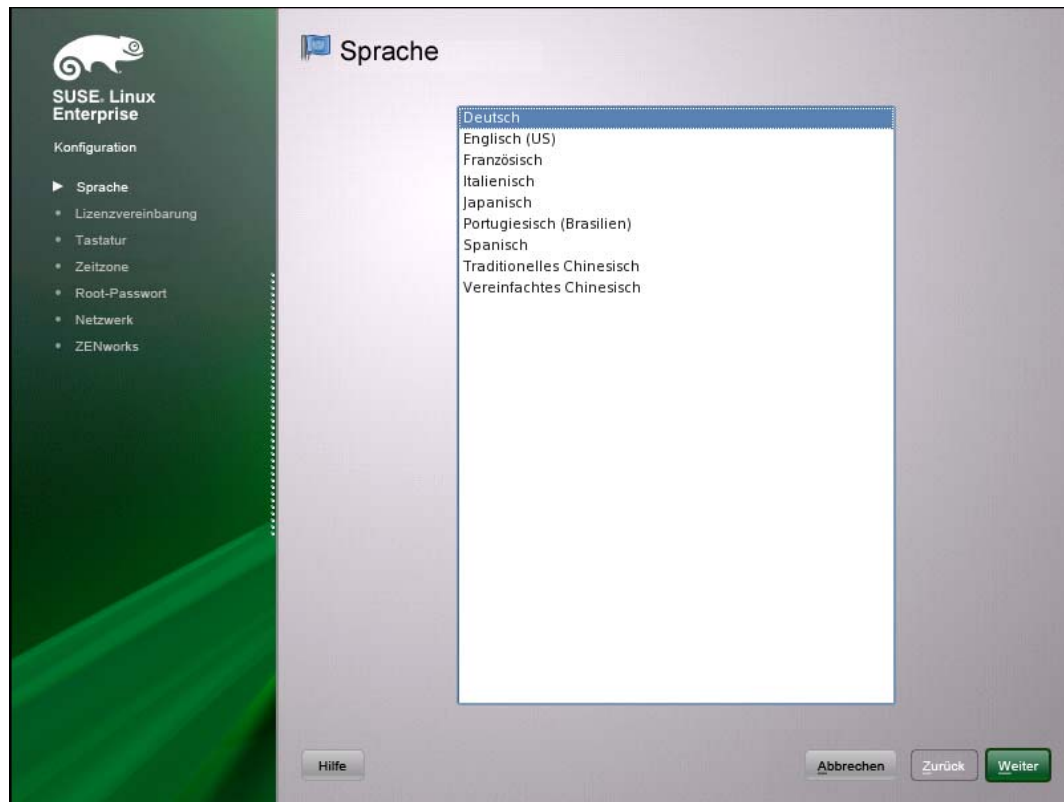 SUSE. Linux
Enterprise
Konfiguration
Sprache
Lizenzvereinbarung
Tastatur
Zeitzone
Root-Passwort
Netzwerk
ZENworks
Sprache
Deutsch
Englisch (US)
Französisch
Italienisch
Japanisch
Portugiesisch (Brasilien)
Spanisch
Traditionelles Chinesisch
Vereinfachtes Chinesisch
Hilfe
Abbrechen
Zurück
Weiter